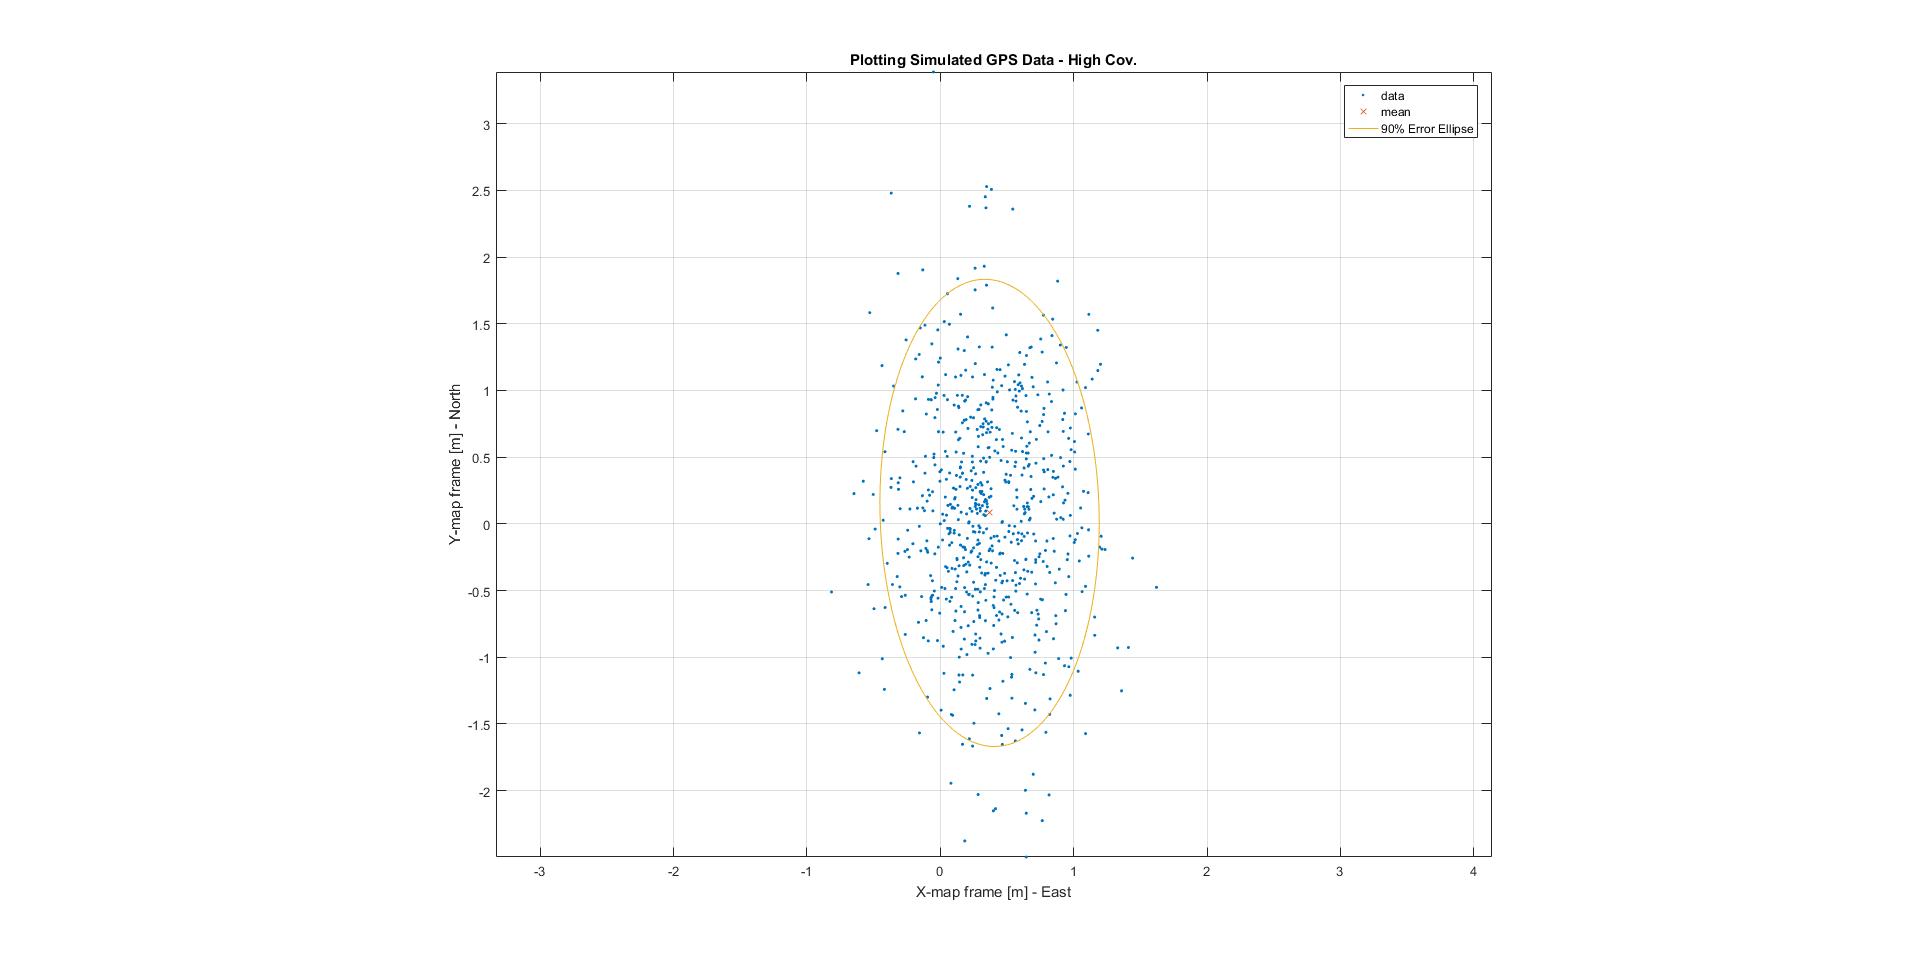 Plotting Simulated GPS Data - High Cov.
data
mean
90% Error Ellipse
3
2.5
2
1.5
1
0.5
0
-0.5
-1
-1.5
-2
Y-map frame [m] - North
-3 -2 -1 0 1 2 3 4
X-map frame [m] - East